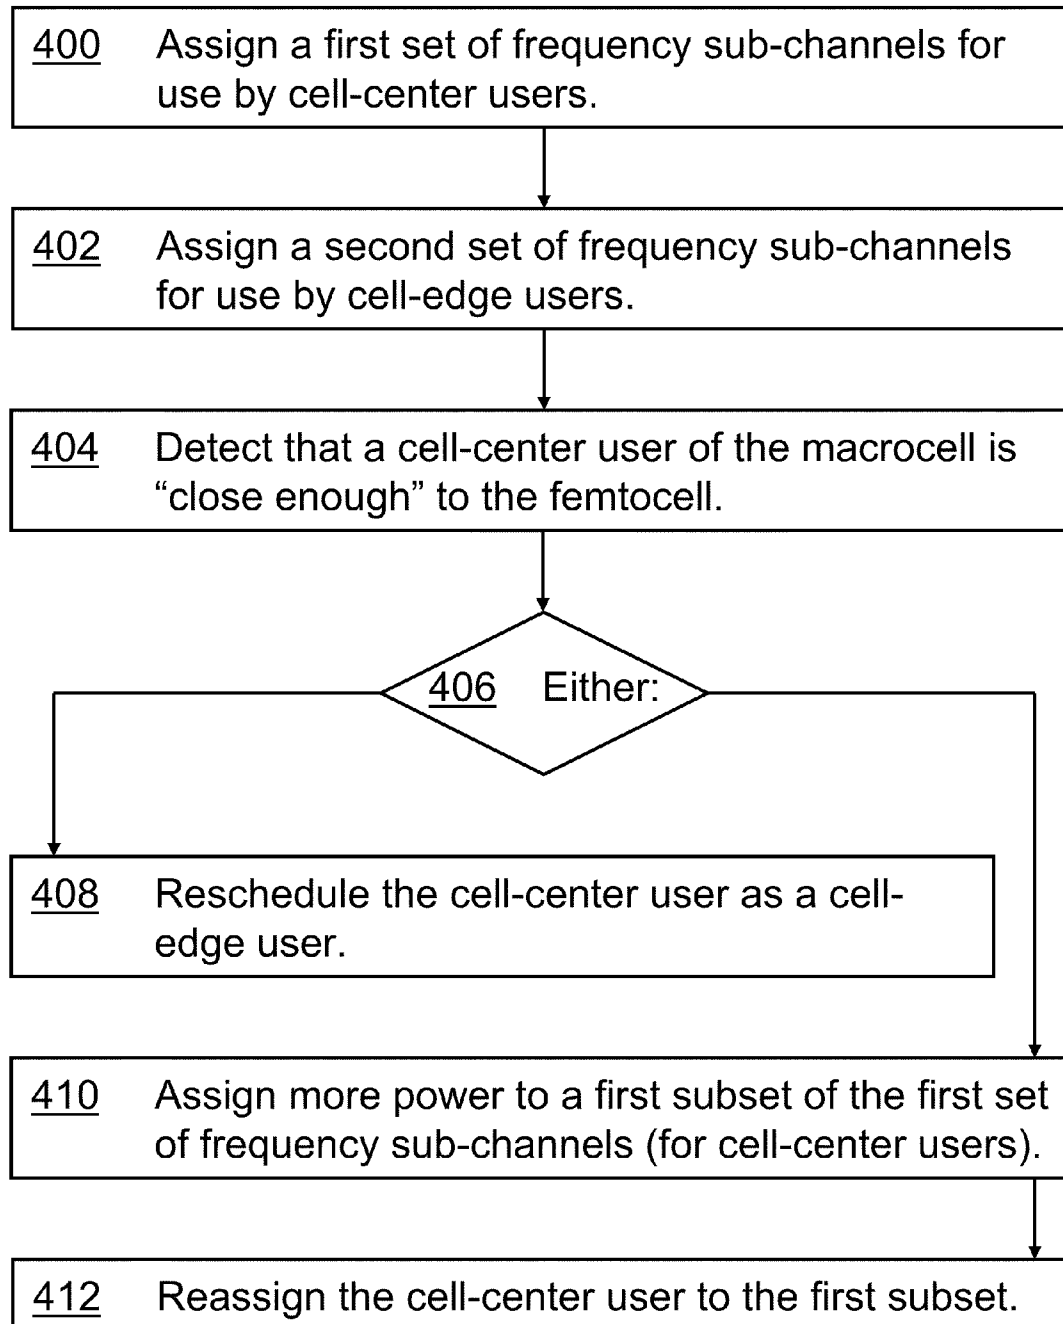 400 Assign a first set of frequency sub-channels for
use by cell-center users.
402 Assign a second set of frequency sub-channels
for use by cell-edge users.
404 Detect that a cell-center user of the macrocell is
“close enough” to the femtocell.
406 Either:
408 Reschedule the cell-center user as a cell-
edge user.
410 Assign more power to a first subset of the first set
of frequency sub-channels (for cell-center users).
412 Reassign the cell-center user to the first subset.